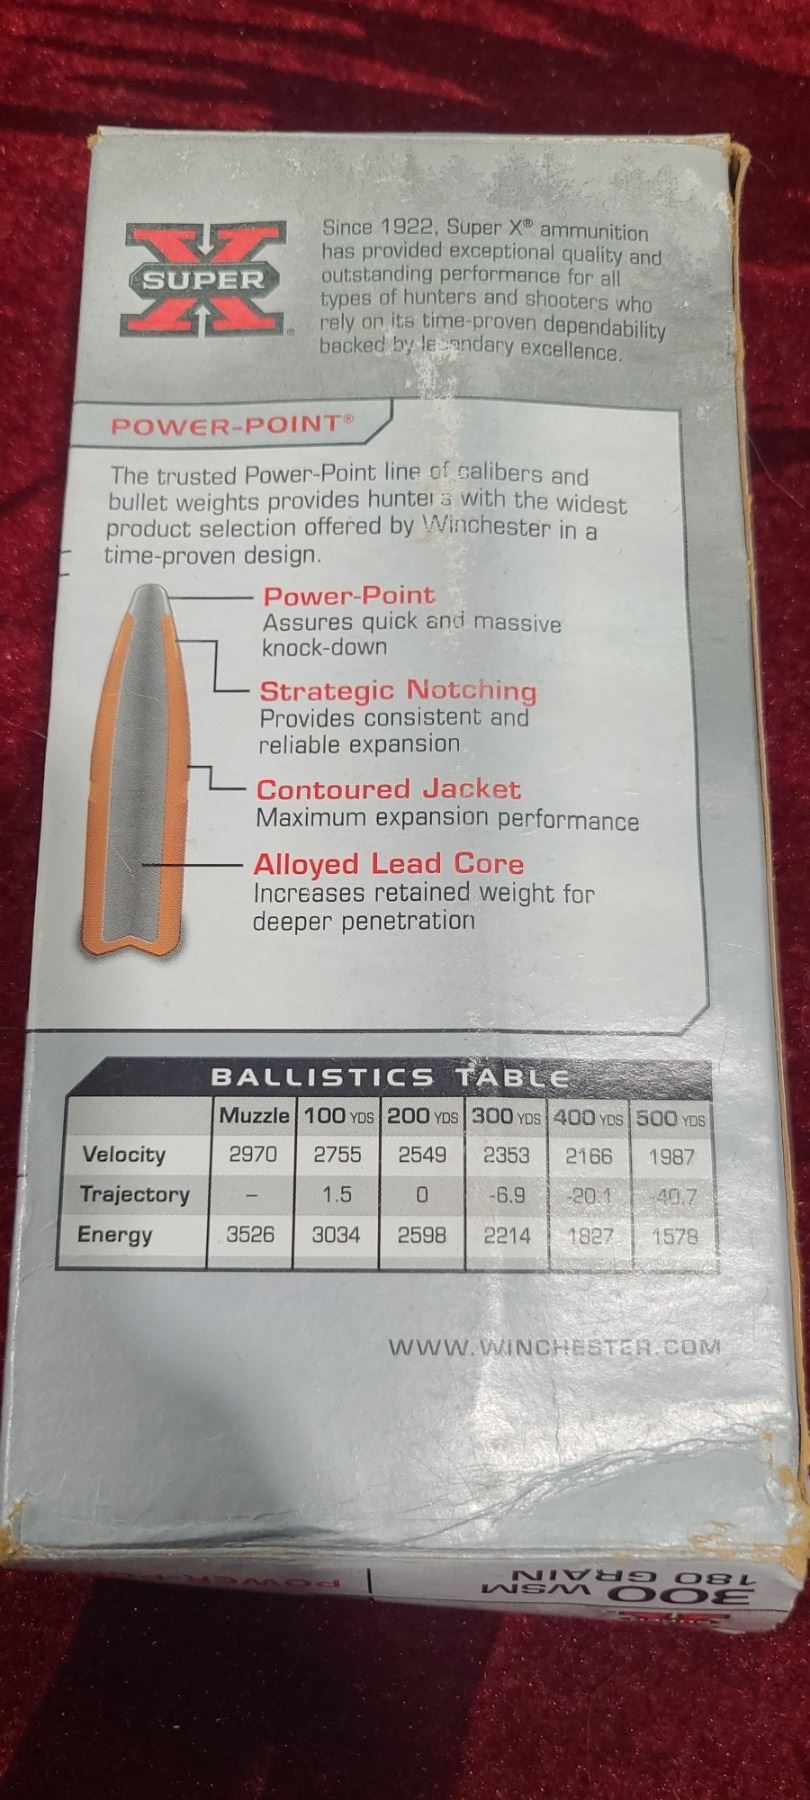 SUPER X®
Since 1922, Super X® ammunition
has provided exceptional quality and
outstanding performance for all
types of hunters and shooters who
rely on its time-proven dependability
backed by legendary excellence.
POWER-POINT®
The trusted Power-Point line of calibers and
bullet weights provides hunters with the widest
product selection offered by Winchester in a
time-proven design.
Power-Point
Assures quick and massive
knock-down
Strategic Notching
Provides consistent and
reliable expansion
Contoured Jacket
Maximum expansion performance
Alloyed Lead Core
Increases retained weight for
deeper penetration
BALLISTICS TABLE
Muzzle 100 YDS 200 YDS 300 YDS 400 YDS 500 YDS
Velocity 2970 2755 2549 2353 2166 1987
Trajectory – 1.5 0 -6.9 -20.1 -40.7
Energy 3526 3034 2598 2214 1827 1578
WWW.WINCHESTER.COM
300 WSM
180 GRAIN